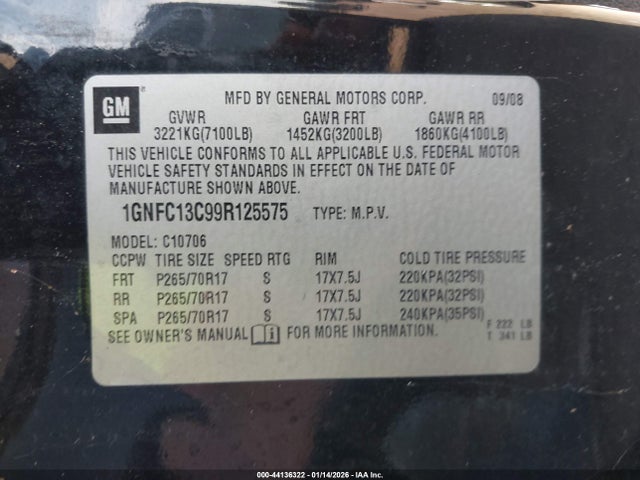 GM
MFD BY GENERAL MOTORS CORP. 09/08
GVWR GAWR FRT GAWR RR
3221KG(7100LB) 1452KG(3200LB) 1860KG(4100LB)
THIS VEHICLE CONFORMS TO ALL APPLICABLE U.S. FEDERAL MOTOR
VEHICLE SAFETY STANDARDS IN EFFECT ON THE DATE OF
MANUFACTURE SHOWN ABOVE.
1GNFC13C99R125575 TYPE: M.P.V.
MODEL: C10706
CCPW TIRE SIZE SPEED RTG RIM COLD TIRE PRESSURE
FRT P265/70R17 S 17X7.5J 220KPA(32PSI)
RR P265/70R17 S 17X7.5J 220KPA(32PSI)
SPA P265/70R17 S 17X7.5J 240KPA(35PSI)
SEE OWNER'S MANUAL i FOR MORE INFORMATION.
F 222 LB
T 341 LB
000-44136322 | 01/14/2026 | IAA Inc.